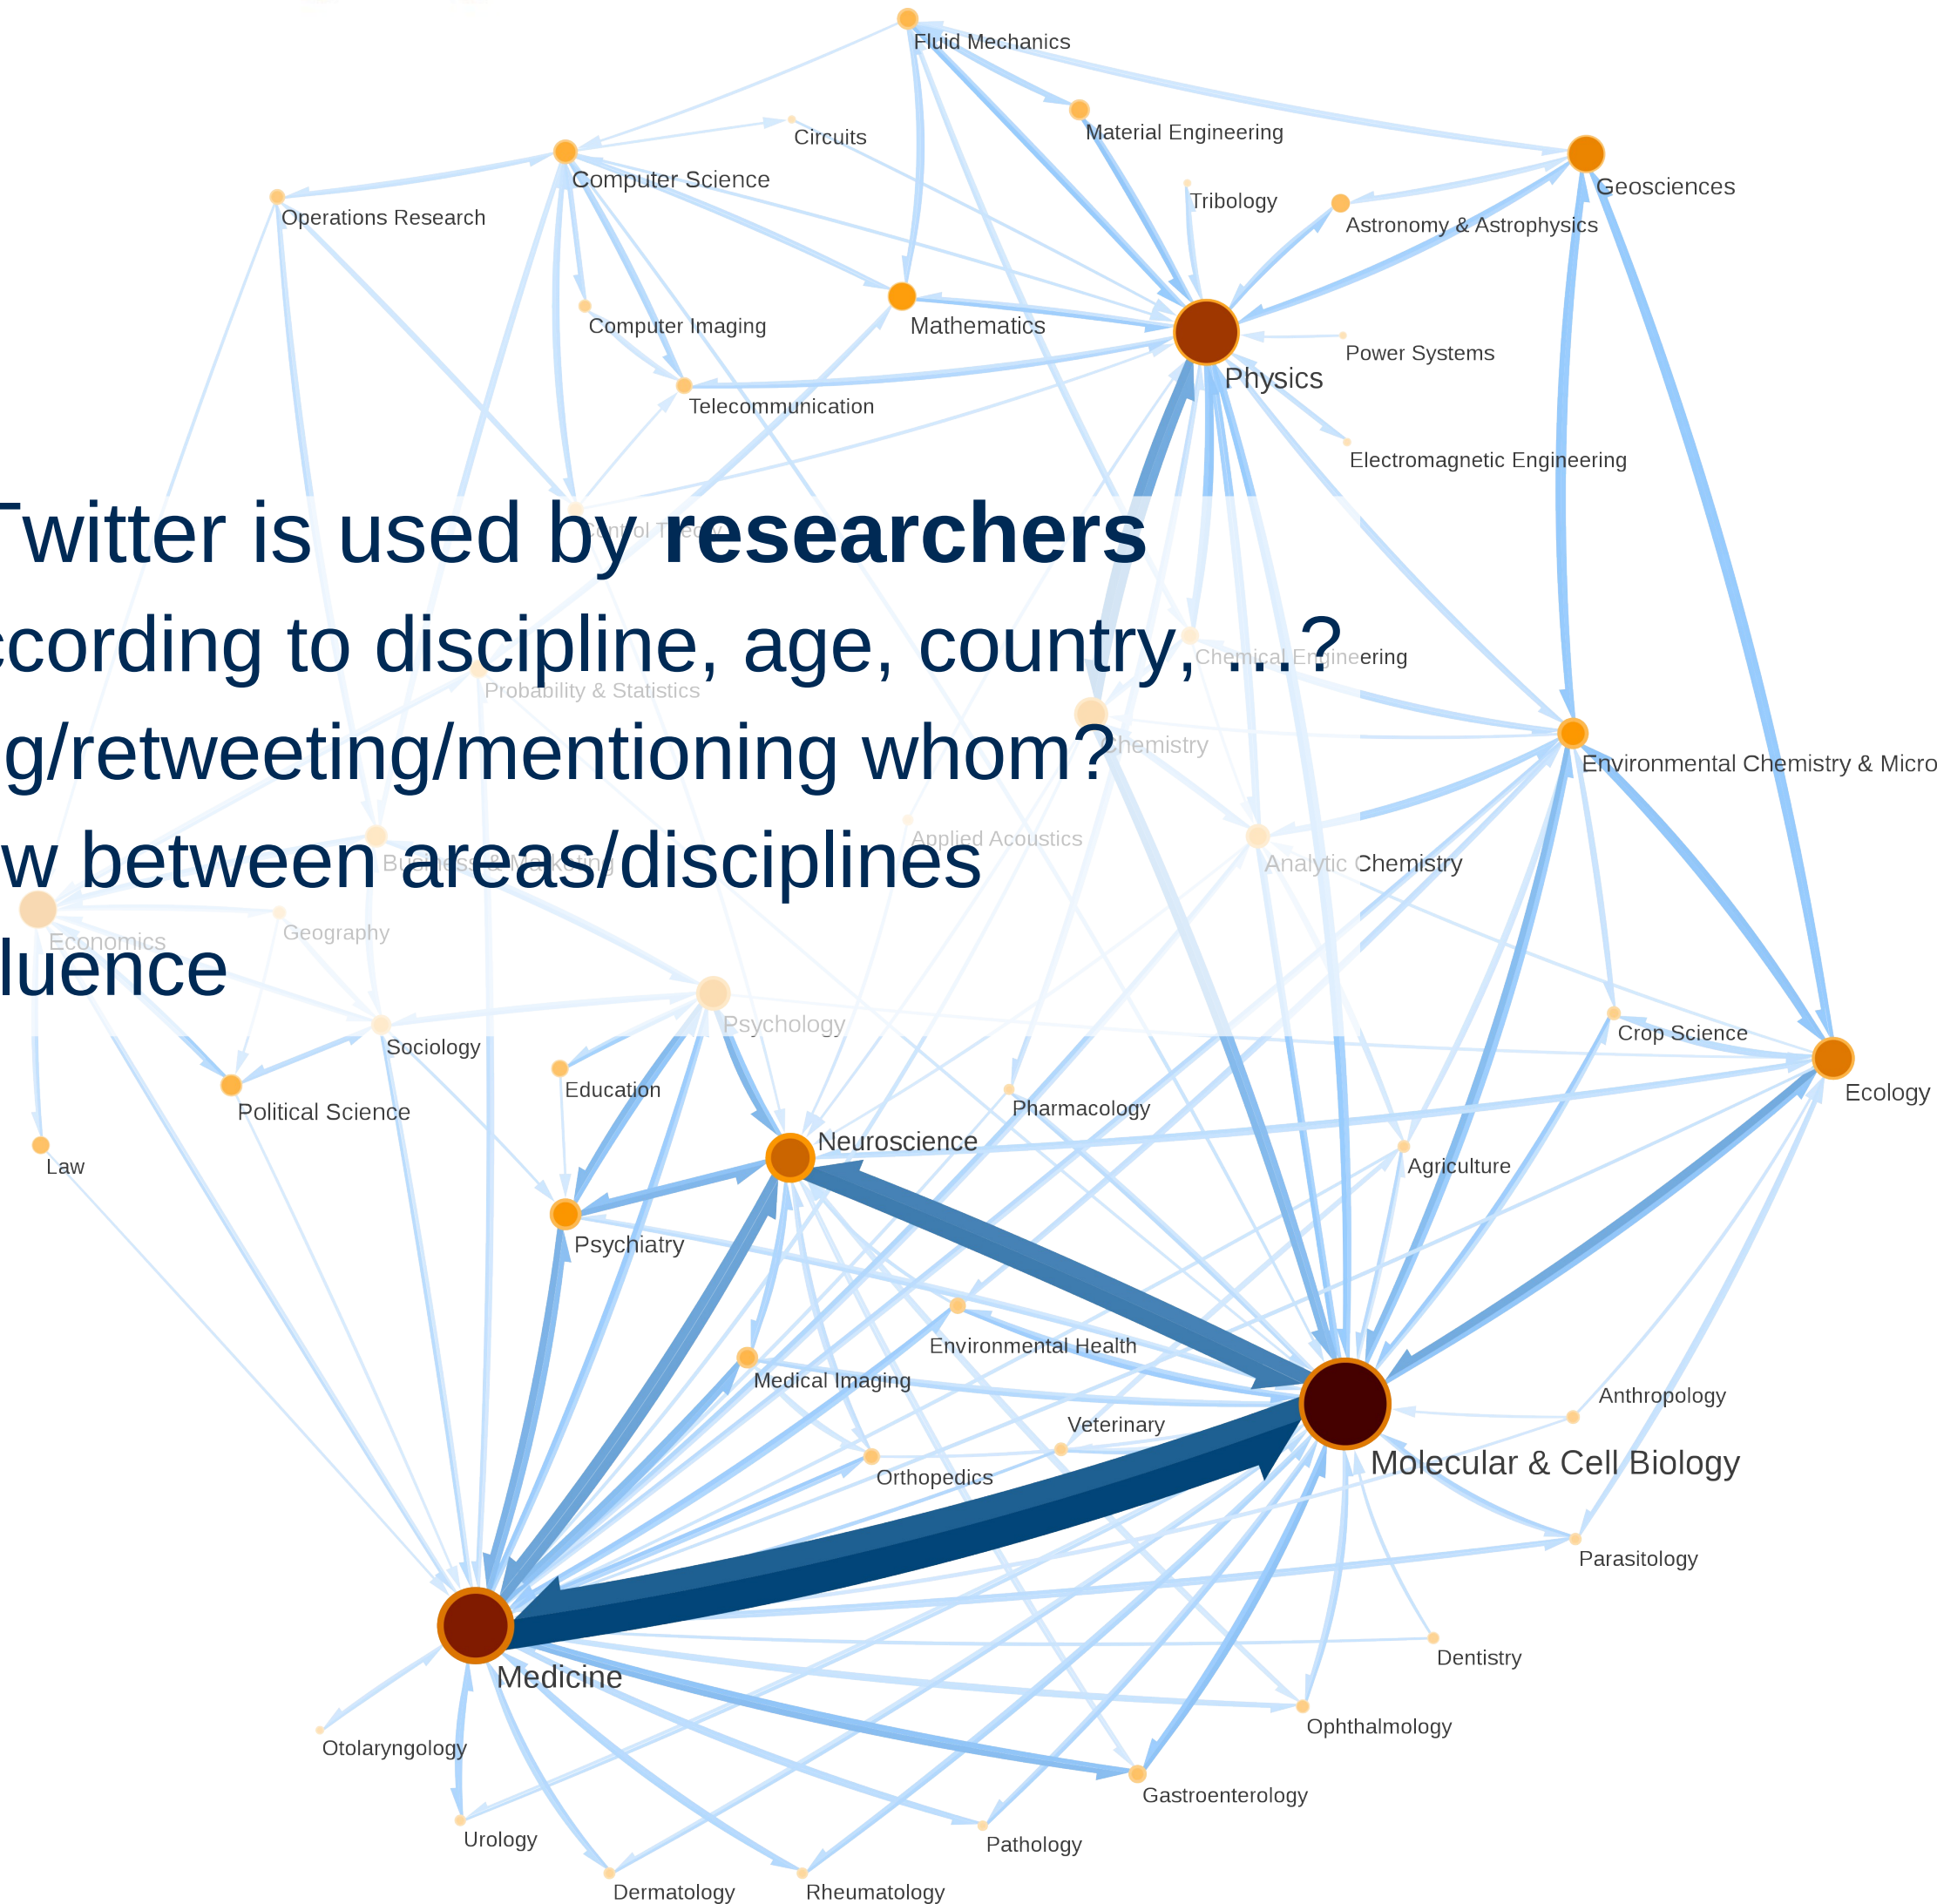 Fluid Mechanics
Material Engineering
Circuits
Computer Science
Geosciences
Tribology
Operations Research
Astronomy & Astrophysics
Computer Imaging
Mathematics
Power Systems
Physics
Telecommunication
Electromagnetic Engineering
Twitter is used by researchers
Control Theory
ccording to discipline, age, country, ...?
Chemical Engineering
Probability & Statistics
g/retweeting/mentioning whom?
Chemistry
Environmental Chemistry & Micro
Applied Acoustics
w between areas/disciplines
Business & Marketing
Analytic Chemistry
Geography
Economics
luence
Psychology
Crop Science
Sociology
Education
Ecology
Political Science
Pharmacology
Neuroscience
Law
Agriculture
Psychiatry
Environmental Health
Medical Imaging
Anthropology
Veterinary
Orthopedics
Molecular & Cell Biology
Parasitology
Dentistry
Medicine
Ophthalmology
Otolaryngology
Gastroenterology
Urology
Pathology
Dermatology
Rheumatology